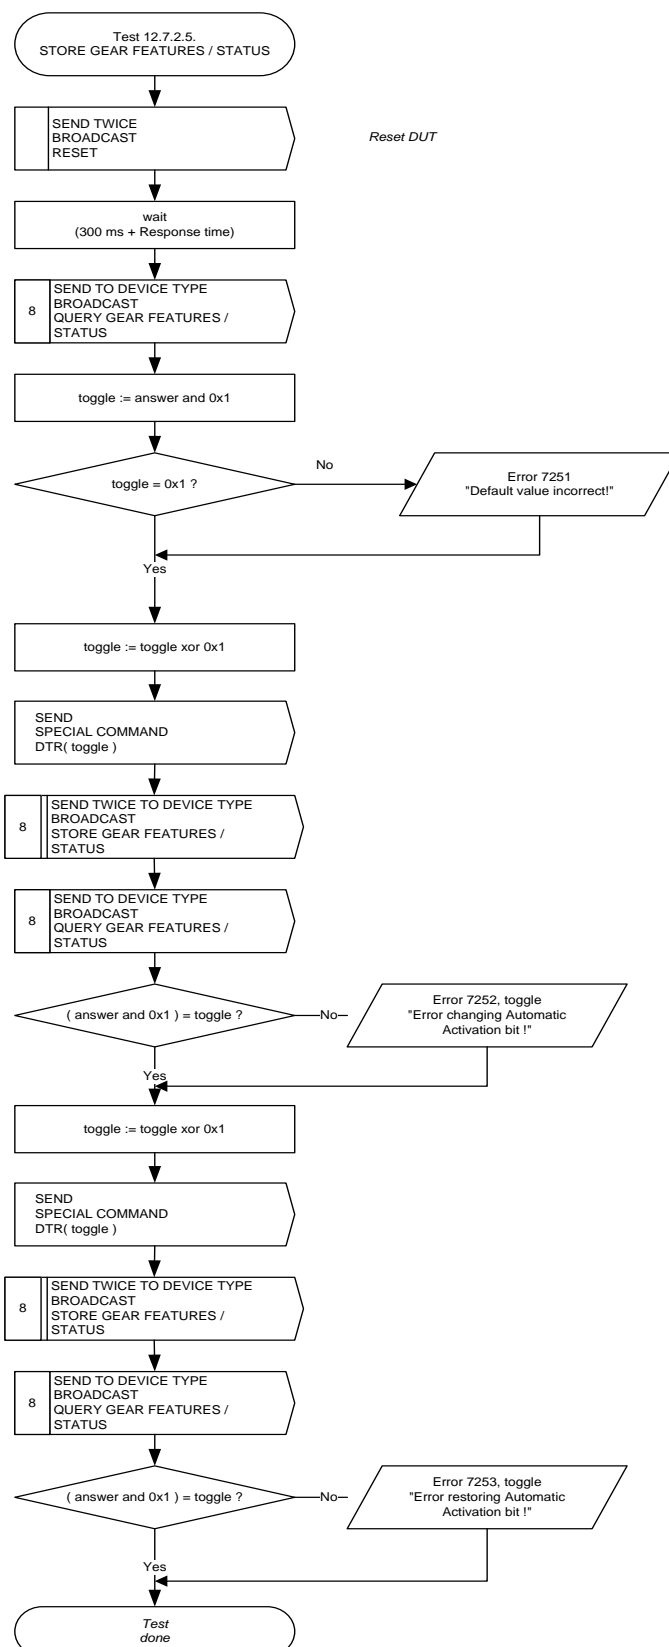 Test 12.7.2.5.
STORE GEAR FEATURES / STATUS
SEND TWICE
BROADCAST
RESET
Reset DUT
wait
(300 ms + Response time)
8
SEND TO DEVICE TYPE
BROADCAST
QUERY GEAR FEATURES /
STATUS
toggle := answer and 0x1
toggle = 0x1 ?
No
Error 7251
"Default value incorrect!"
Yes
toggle := toggle xor 0x1
SEND
SPECIAL COMMAND
DTR( toggle )
8
SEND TWICE TO DEVICE TYPE
BROADCAST
STORE GEAR FEATURES /
STATUS
8
SEND TO DEVICE TYPE
BROADCAST
QUERY GEAR FEATURES /
STATUS
( answer and 0x1 ) = toggle ?
No
Error 7252, toggle
"Error changing Automatic
Activation bit !"
Yes
toggle := toggle xor 0x1
SEND
SPECIAL COMMAND
DTR( toggle )
8
SEND TWICE TO DEVICE TYPE
BROADCAST
STORE GEAR FEATURES /
STATUS
8
SEND TO DEVICE TYPE
BROADCAST
QUERY GEAR FEATURES /
STATUS
( answer and 0x1 ) = toggle ?
No
Error 7253, toggle
"Error restoring Automatic
Activation bit !"
Yes
Test
done